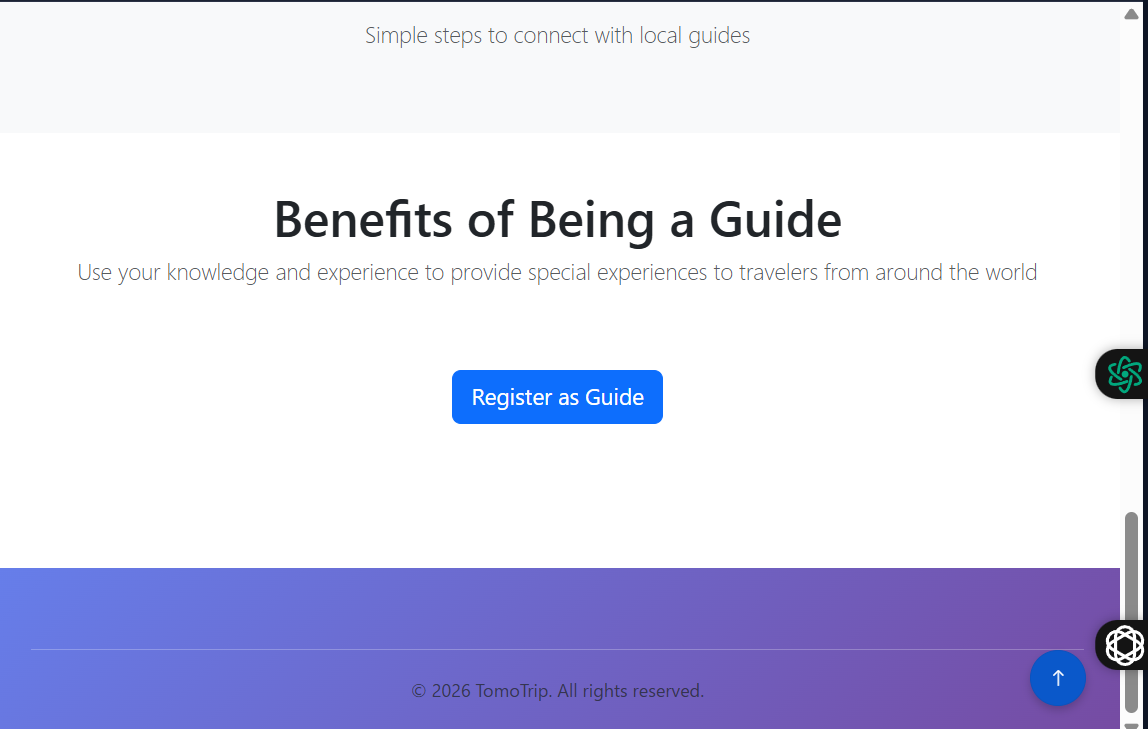 Simple steps to connect with local guides
Benefits of Being a Guide
Use your knowledge and experience to provide special experiences to travelers from around the world
Register as Guide
© 2026 TomoTrip. All rights reserved.